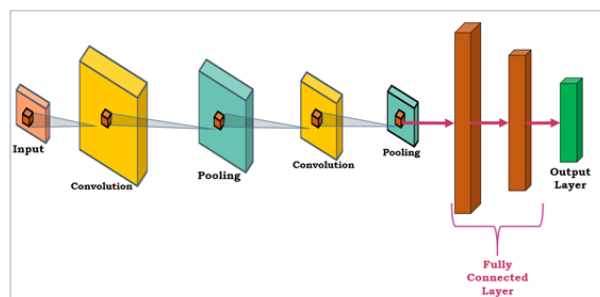 Input
Convolution
Pooling
Convolution
Pooling
Output
Layer
Fully
Connected
Layer